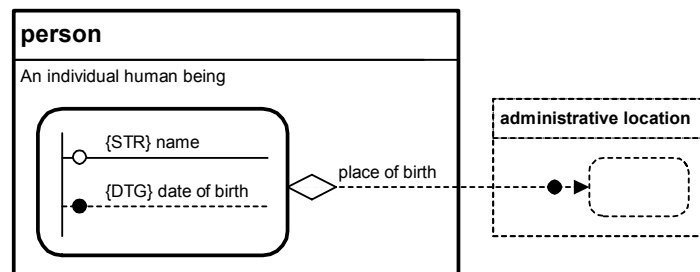 person
An individual human being
{STR} name
{DTG} date of birth
place of birth
administrative location